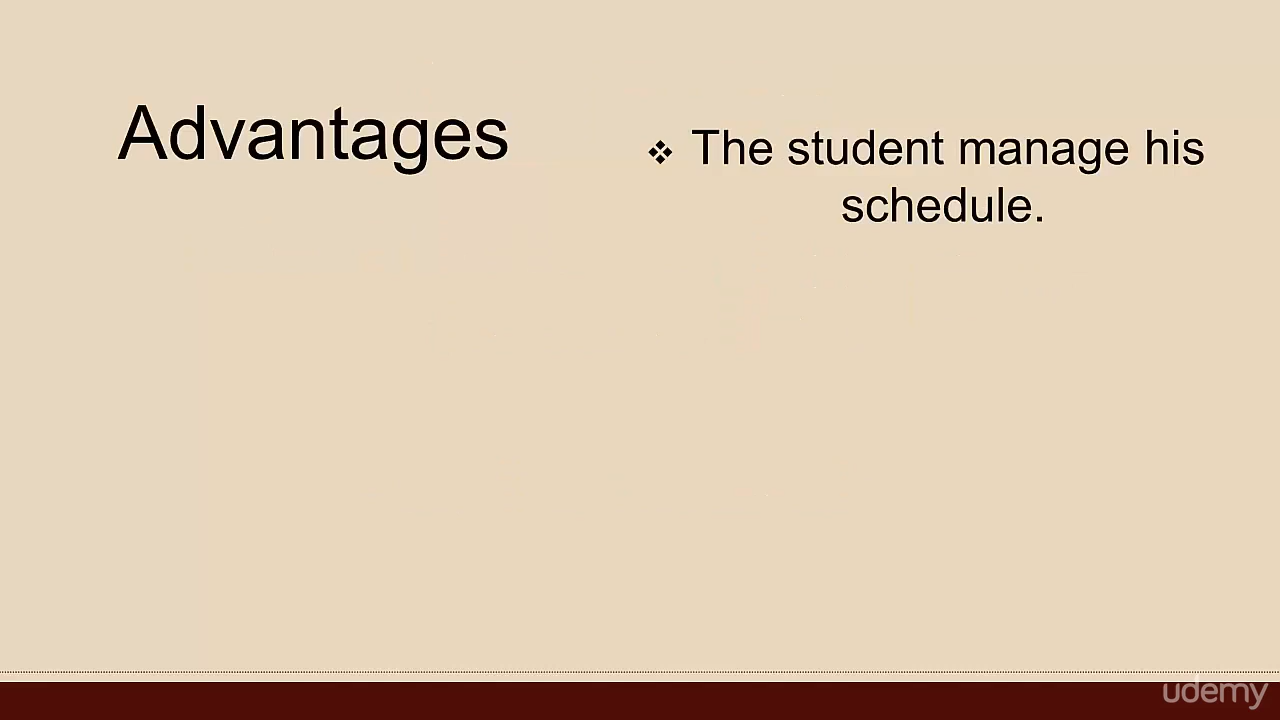 Advantages
❖ The student manage his
schedule.
udemy